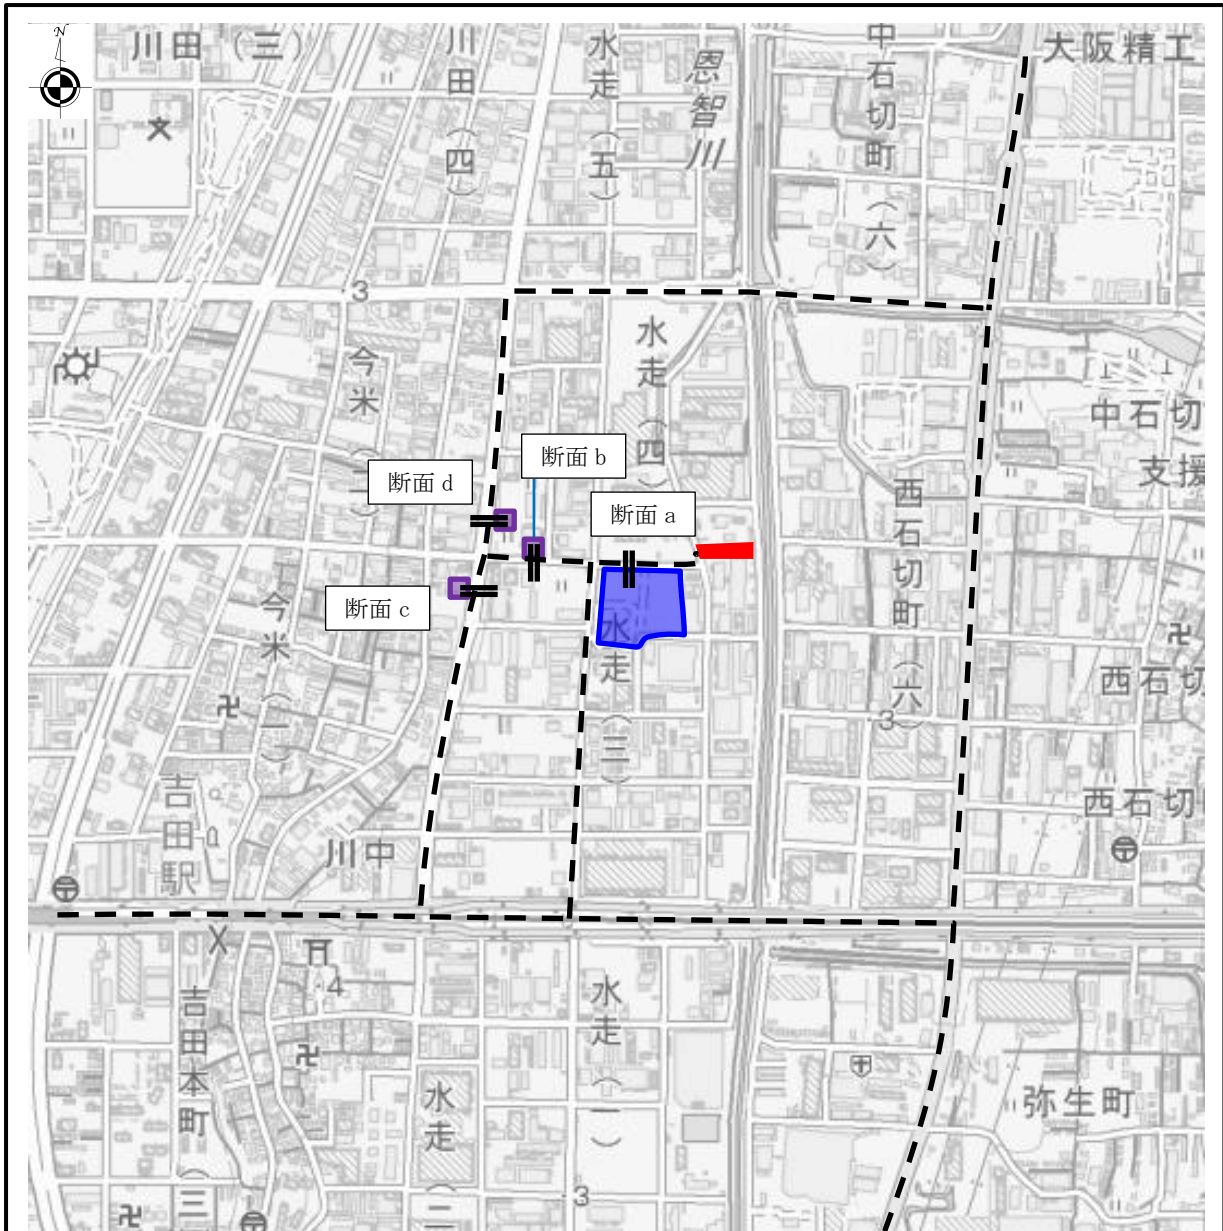 N
川田（三）
川田（四）
水走（五）
恩智川
中石切町（六）
大阪精工
3
今米（二）
水走（四）
中石切
支援
断面 d
断面 b
断面 a
断面 c
西石切町（六）
3
今米（一）
水走（三）
西石切
西石切
吉田駅
川中
4
吉田本町（三
水走（二
水走（一）
3
弥生町